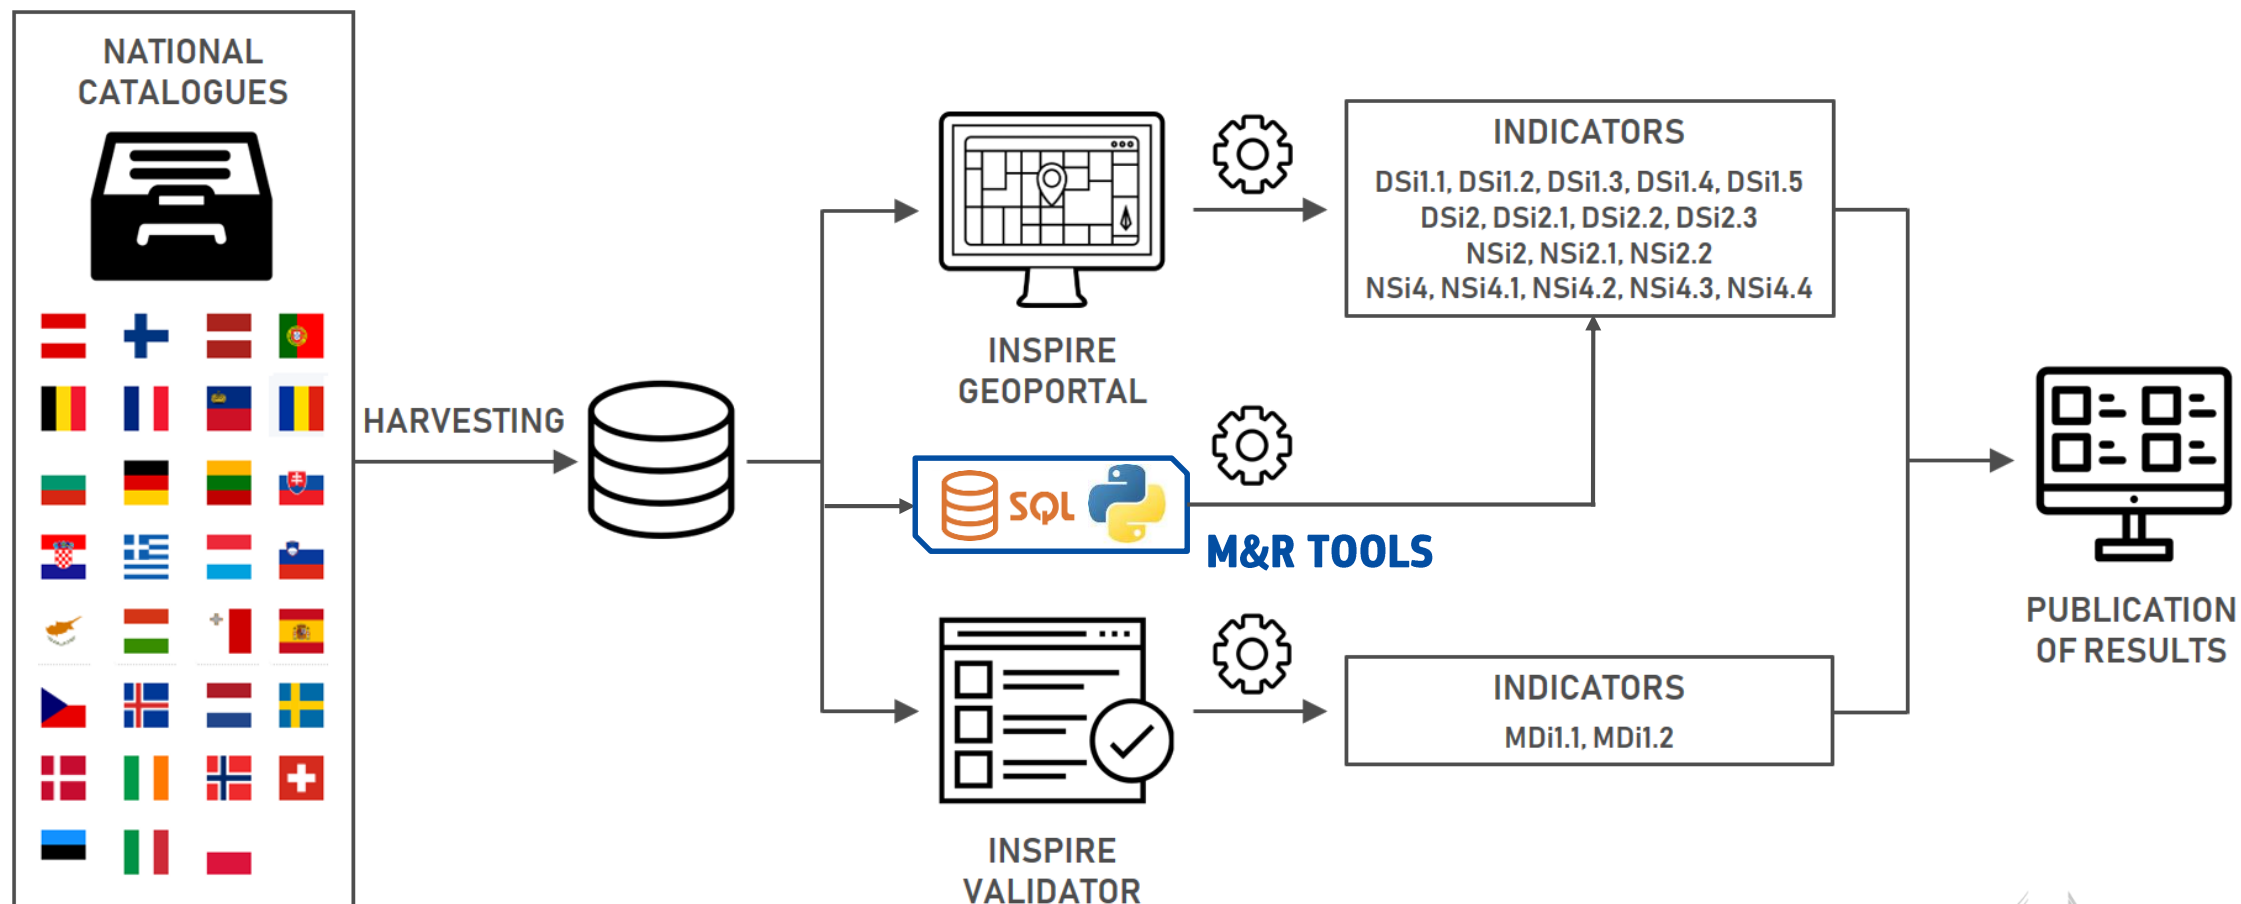 NATIONAL
CATALOGUES
HARVESTING
INSPIRE
GEOPORTAL
SQL
M&R TOOLS
INSPIRE
VALIDATOR
INDICATORS
DSi1.1, DSi1.2, DSi1.3, DSi1.4, DSi1.5
DSi2, DSi2.1, DSi2.2, DSi2.3
NSi2, NSi2.1, NSi2.2
NSi4, NSi4.1, NSi4.2, NSi4.3, NSi4.4
INDICATORS
MDi1.1, MDi1.2
PUBLICATION
OF RESULTS